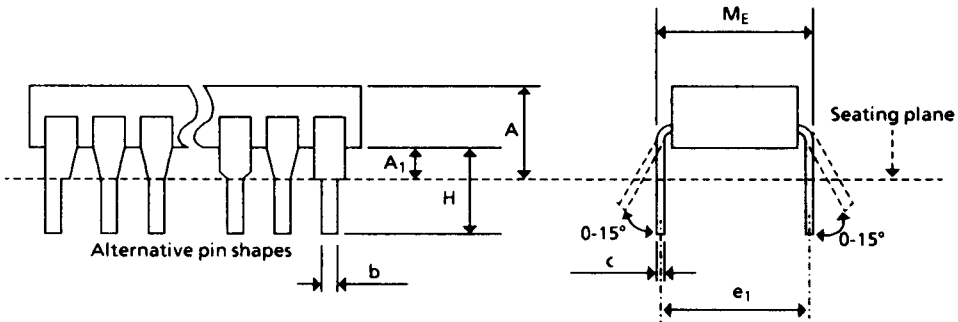 M_E
A
A_1
H
Seating plane
0-15°
0-15°
Alternative pin shapes
b
c
e_1